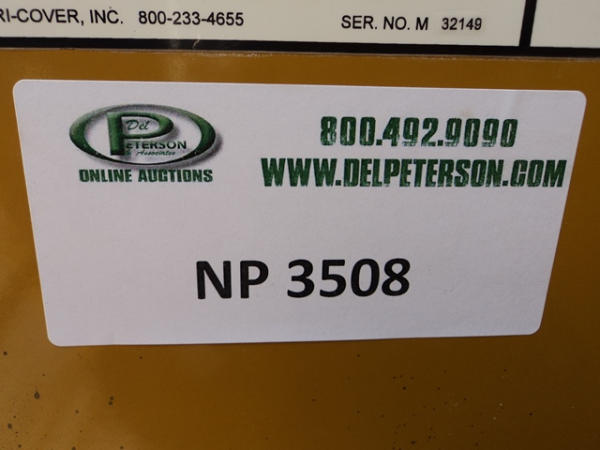 RI-COVER, INC. 800-233-4655
SER. NO. M 32149
Del
PETERSON
& Associates
ONLINE AUCTIONS
800.492.9090
WWW.DELPETERSON.COM
NP 3508